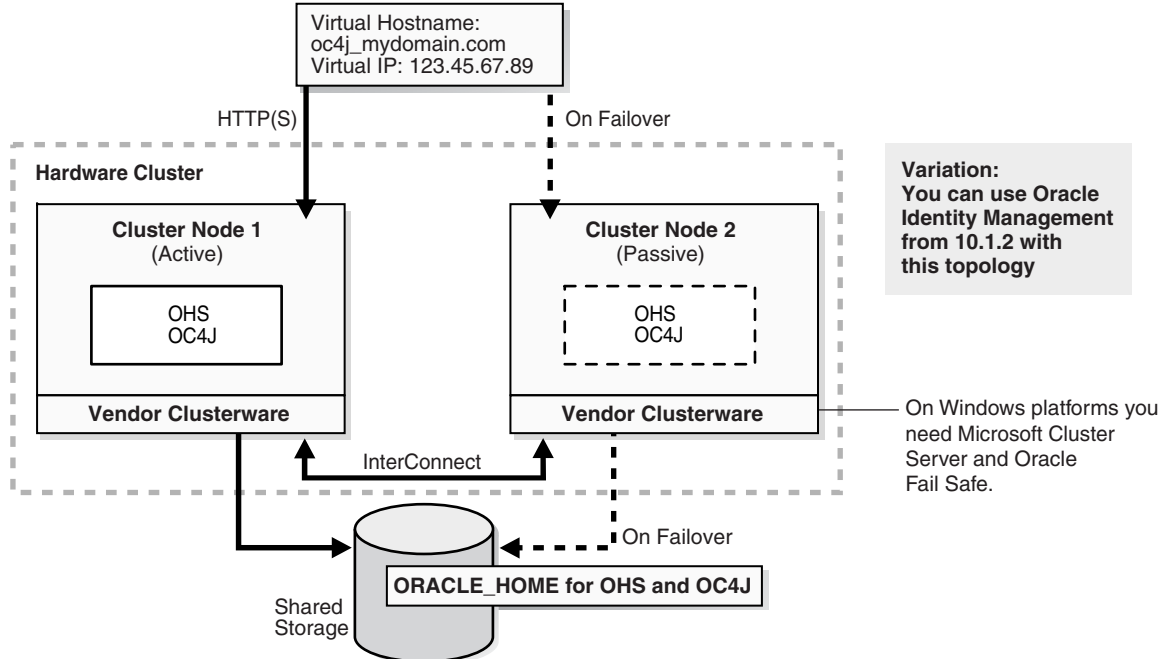 Virtual Hostname:
oc4j_mydomain.com
Virtual IP: 123.45.67.89
HTTP(S)
On Failover
Hardware Cluster
Variation:
You can use Oracle
Identity Management
from 10.1.2 with
this topology
Cluster Node 1
(Active)
OHS
OC4J
Vendor Clusterware
Cluster Node 2
(Passive)
OHS
OC4J
Vendor Clusterware
On Windows platforms you
need Microsoft Cluster
Server and Oracle
Fail Safe.
InterConnect
On Failover
ORACLE_HOME for OHS and OC4J
Shared
Storage